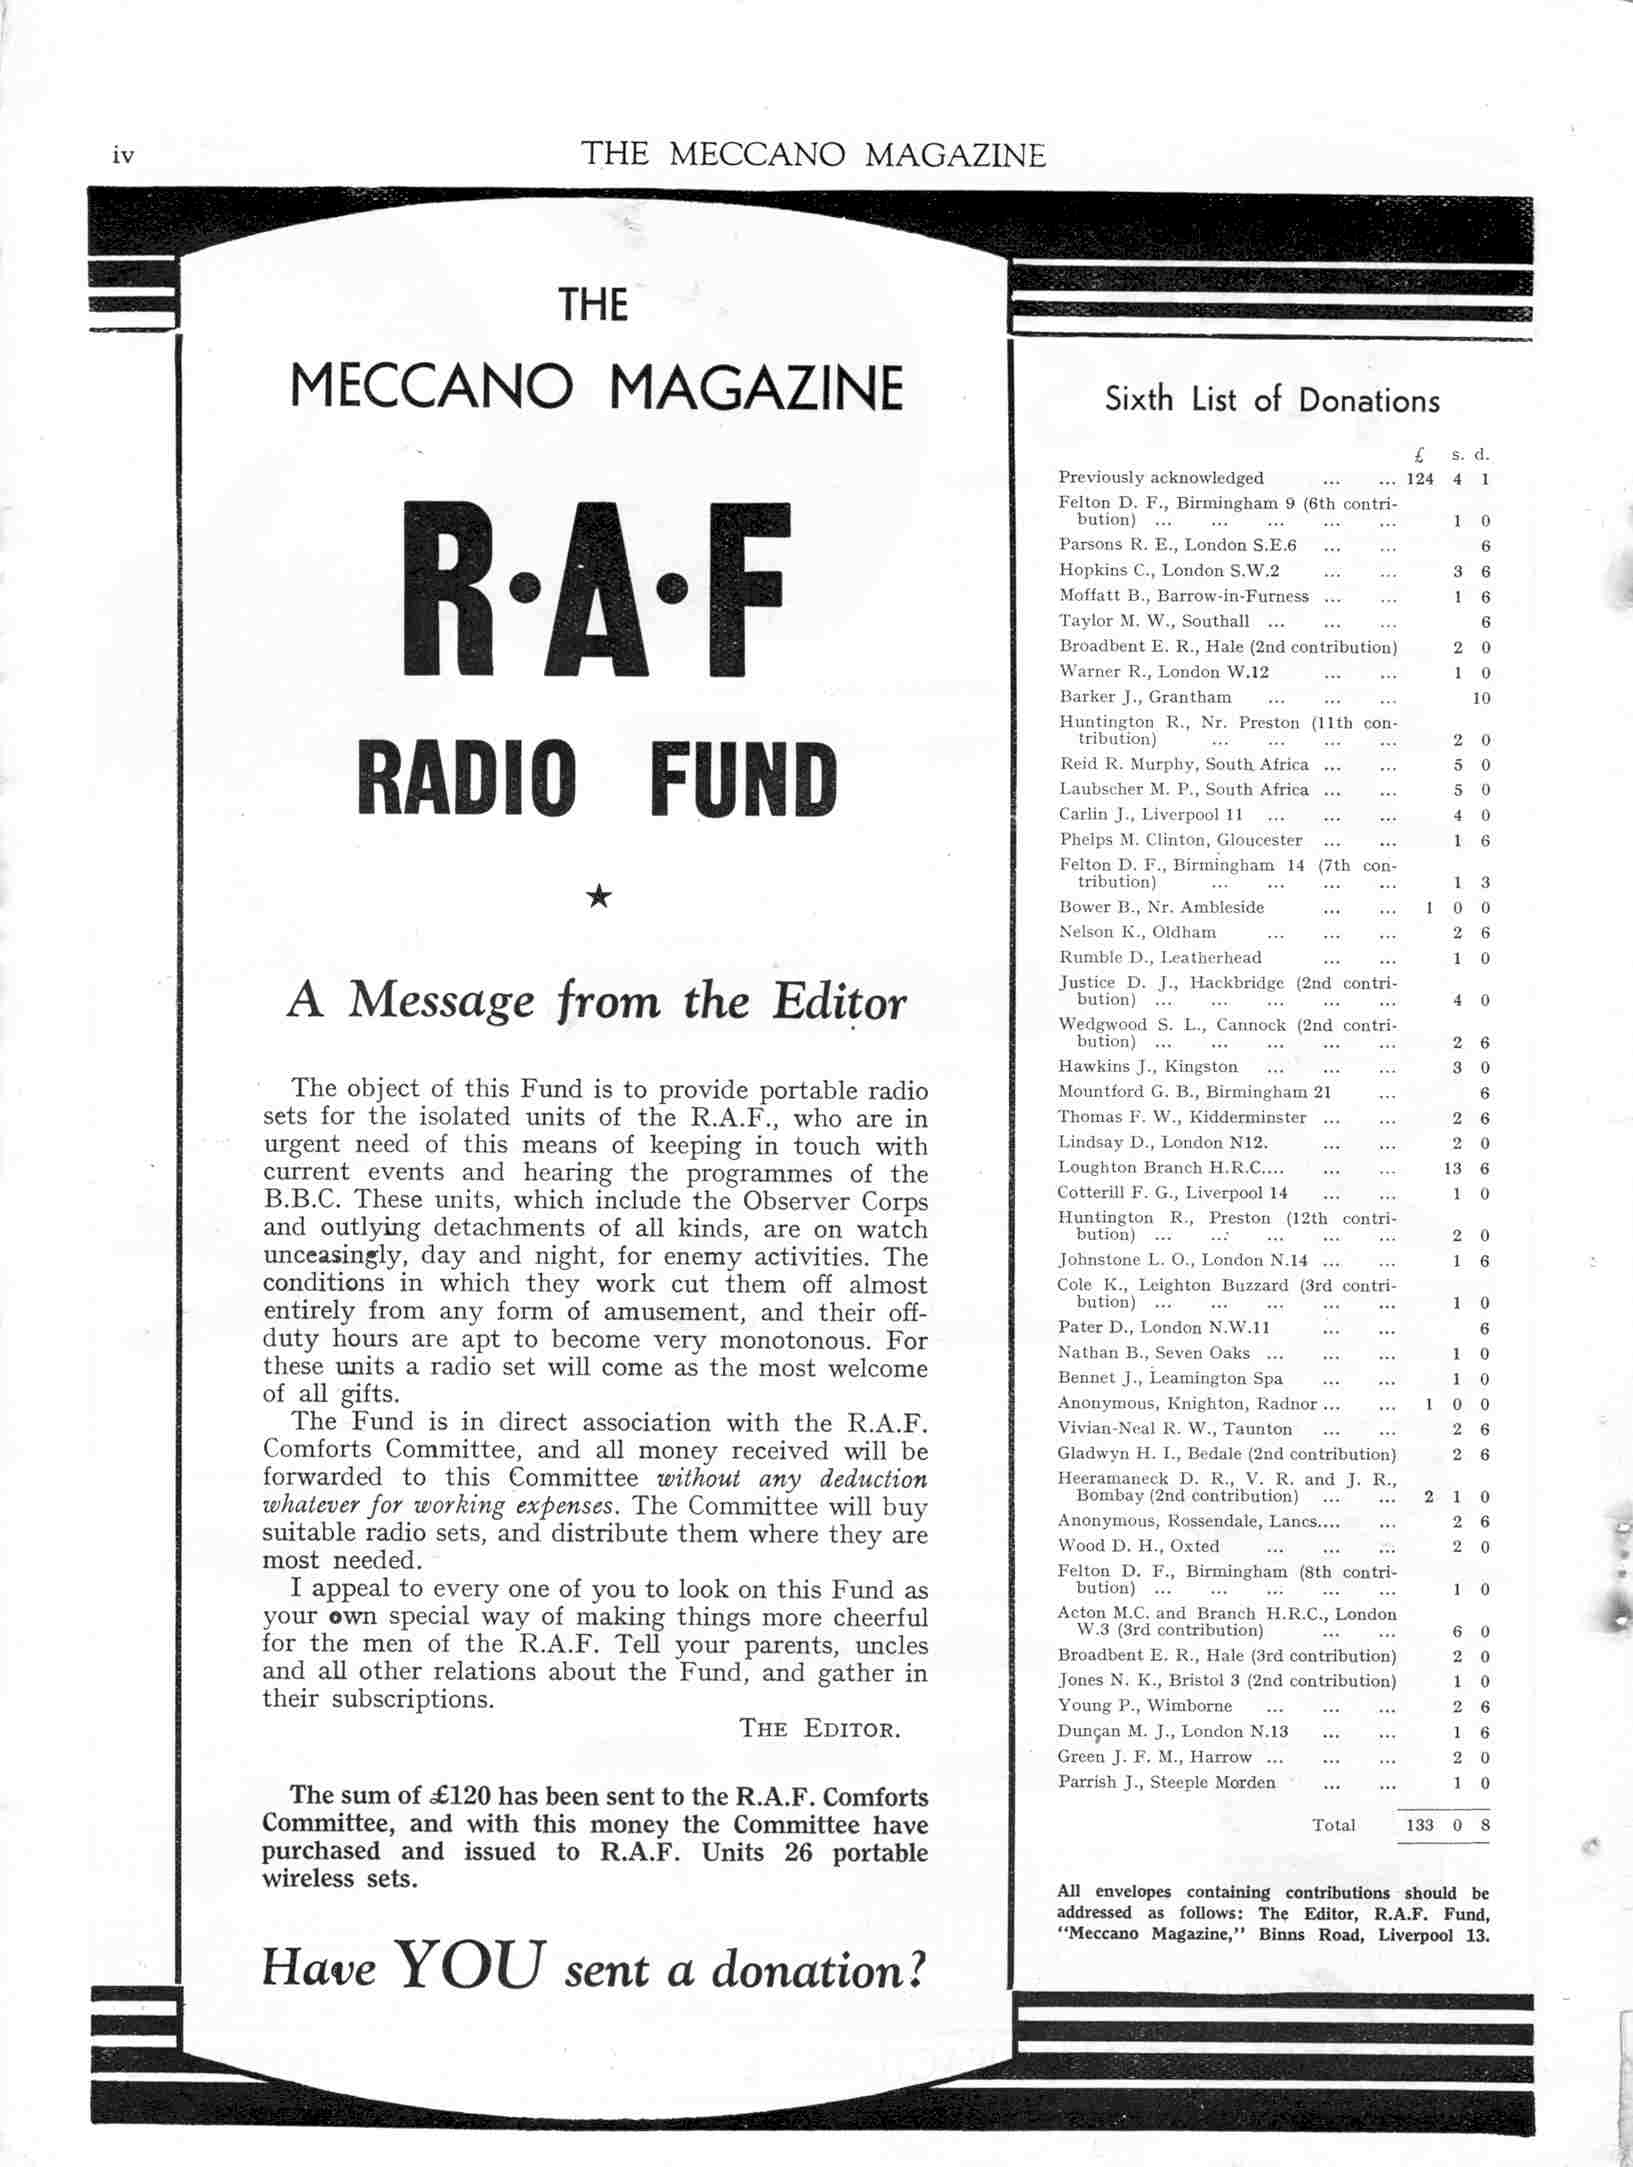 iv
THE MECCANO MAGAZINE
THE
MECCANO MAGAZINE
R·A·F
RADIO FUND
★
A Message from the Editor
The object of this Fund is to provide portable radio
sets for the isolated units of the R.A.F., who are in
urgent need of this means of keeping in touch with
current events and hearing the programmes of the
B.B.C. These units, which include the Observer Corps
and outlying detachments of all kinds, are on watch
unceasingly, day and night, for enemy activities. The
conditions in which they work cut them off almost
entirely from any form of amusement, and their off-
duty hours are apt to become very monotonous. For
these units a radio set will come as the most welcome
of all gifts.
The Fund is in direct association with the R.A.F.
Comforts Committee, and all money received will be
forwarded to this Committee without any deduction
whatever for working expenses. The Committee will buy
suitable radio sets, and distribute them where they are
most needed.
I appeal to every one of you to look on this Fund as
your own special way of making things more cheerful
for the men of the R.A.F. Tell your parents, uncles
and all other relations about the Fund, and gather in
their subscriptions.
THE EDITOR.
The sum of £120 has been sent to the R.A.F. Comforts
Committee, and with this money the Committee have
purchased and issued to R.A.F. Units 26 portable
wireless sets.
Have YOU sent a donation?
Sixth List of Donations
£ s. d.
Previously acknowledged ... ... 124 4 1
Felton D. F., Birmingham 9 (6th contri-
bution) ... ... ... ... ... 1 0
Parsons R. E., London S.E.6 ... ... 6
Hopkins C., London S.W.2 ... ... 3 6
Moffatt B., Barrow-in-Furness ... ... 1 6
Taylor M. W., Southall ... ... ... 6
Broadbent E. R., Hale (2nd contribution) 2 0
Warner R., London W.12 ... ... 1 0
Barker J., Grantham ... ... ... 10
Huntington R., Nr. Preston (11th con-
tribution) ... ... ... ... 2 0
Reid R. Murphy, South Africa ... ... 5 0
Laubscher M. P., South Africa ... ... 5 0
Carlin J., Liverpool 11 ... ... ... 4 0
Phelps M. Clinton, Gloucester ... ... 1 6
Felton D. F., Birmingham 14 (7th con-
tribution) ... ... ... ... 1 3
Bower B., Nr. Ambleside ... ... 1 0 0
Nelson K., Oldham ... ... ... 2 6
Rumble D., Leatherhead ... ... 1 0
Justice D. J., Hackbridge (2nd contri-
bution) ... ... ... ... ... 4 0
Wedgwood S. L., Cannock (2nd contri-
bution) ... ... ... ... ... 2 6
Hawkins J., Kingston ... ... ... 3 0
Mountford G. B., Birmingham 21 ... 6
Thomas F. W., Kidderminster ... ... 2 6
Lindsay D., London N12. ... ... 2 0
Loughton Branch H.R.C.... ... ... 13 6
Cotterill F. G., Liverpool 14 ... ... 1 0
Huntington R., Preston (12th contri-
bution) ... ... ... ... ... 2 0
Johnstone L. O., London N.14 ... ... 1 6
Cole K., Leighton Buzzard (3rd contri-
bution) ... ... ... ... ... 1 0
Pater D., London N.W.11 ... ... 6
Nathan B., Seven Oaks ... ... ... 1 0
Bennet J., Leamington Spa ... ... 1 0
Anonymous, Knighton, Radnor ... ... 1 0 0
Vivian-Neal R. W., Taunton ... ... 2 6
Gladwyn H. I., Bedale (2nd contribution) 2 6
Heeramaneck D. R., V. R. and J. R.,
Bombay (2nd contribution) ... ... 2 1 0
Anonymous, Rossendale, Lancs.... ... 2 6
Wood D. H., Oxted ... ... ... 2 0
Felton D. F., Birmingham (8th contri-
bution) ... ... ... ... ... 1 0
Acton M.C. and Branch H.R.C., London
W.3 (3rd contribution) ... ... 6 0
Broadbent E. R., Hale (3rd contribution) 2 0
Jones N. K., Bristol 3 (2nd contribution) 1 0
Young P., Wimborne ... ... ... 2 6
Duncan M. J., London N.13 ... ... 1 6
Green J. F. M., Harrow ... ... ... 2 0
Parrish J., Steeple Morden ... ... 1 0
Total 133 0 8
All envelopes containing contributions should be
addressed as follows: The Editor, R.A.F. Fund,
"Meccano Magazine," Binns Road, Liverpool 13.